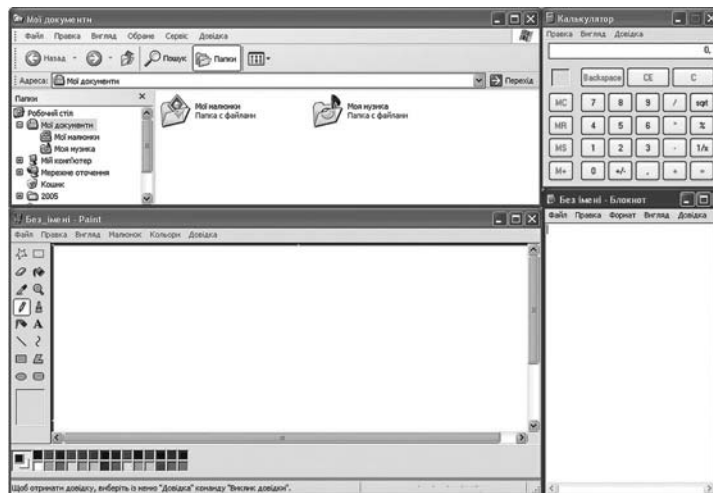 Мої документи
Файл Правка Вигляд Обране Сервіс Довідка
Назад Пошук Папки
Адреса: Мої документи Перехід
Папки
Робочий стіл
Мої документи
Мої малюнки
Моя музика
Мій комп'ютер
Мережне оточення
Кошик
2005
Мої малюнки
Папка с файлами
Моя музика
Папка с файлами
Калькулятор
Правка Вигляд Довідка
0,
Backspace CE C
MC 7 8 9 / sqrt
MR 4 5 6 * %
MS 1 2 3 - 1/x
M+ 0 +/- , + =
Без_імені - Paint
Файл Правка Вигляд Малюнок Кольори Довідка
A
Щоб отримати довідку, виберіть із меню "Довідка" команду "Виклик довідки".
Без імені - Блокнот
Файл Правка Формат Вигляд Довідка